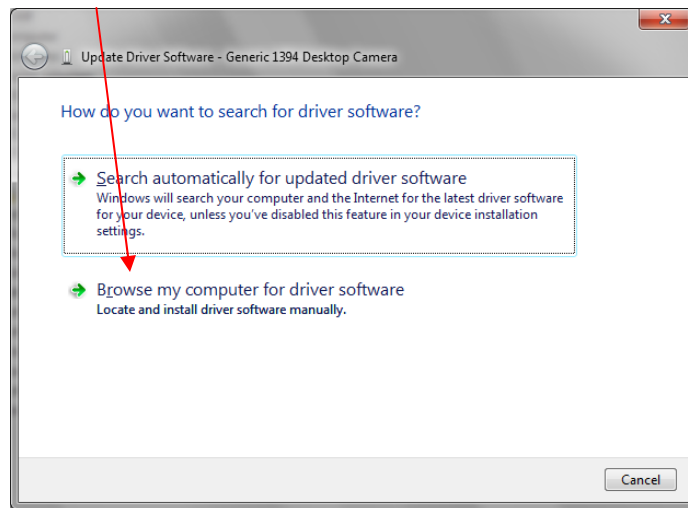 Update Driver Software - Generic 1394 Desktop Camera
How do you want to search for driver software?
Search automatically for updated driver software
Windows will search your computer and the Internet for the latest driver software
for your device, unless you've disabled this feature in your device installation
settings.
Browse my computer for driver software
Locate and install driver software manually.
Cancel